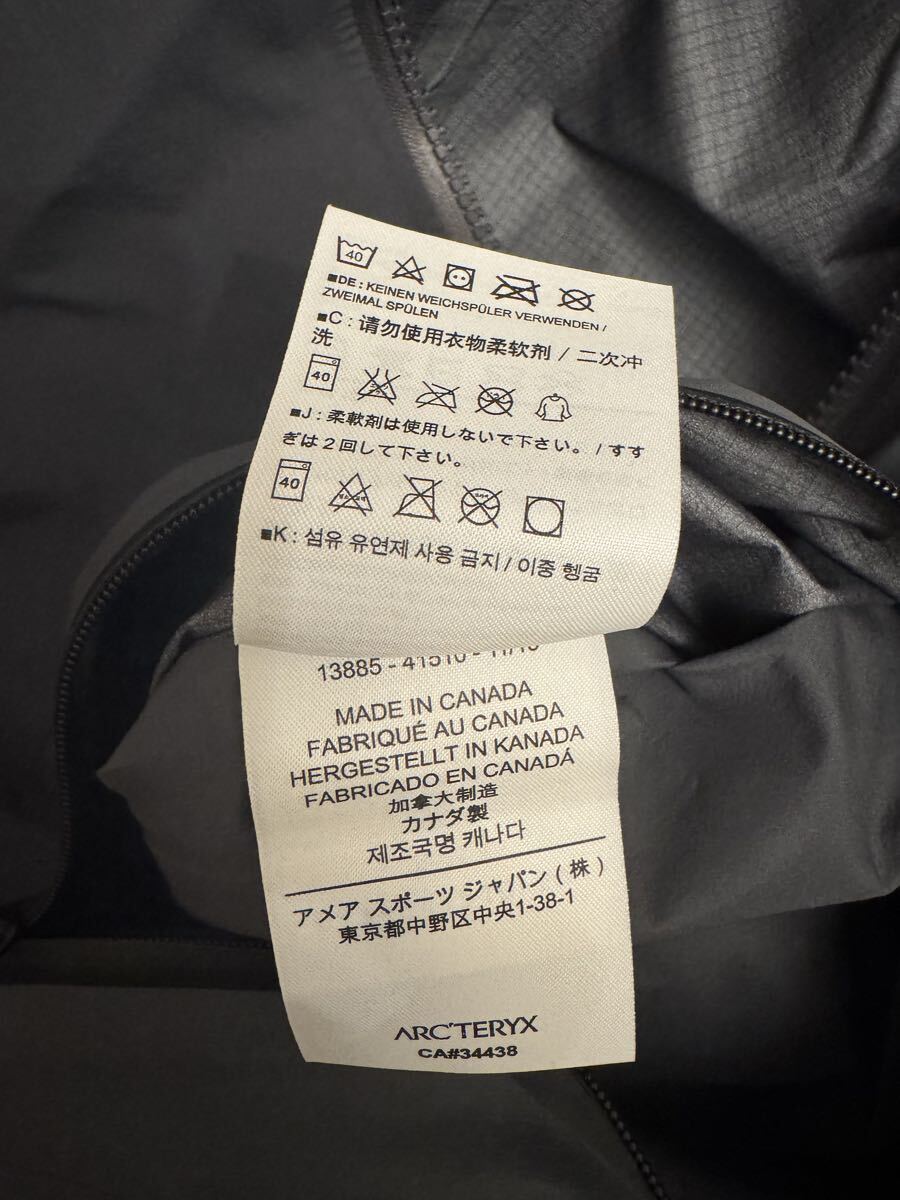 40
■DE : KEINEN WEICHSPÜLER VERWENDEN /
ZWEIMAL SPÜLEN
■C : 请勿使用衣物柔软剂 / 二次冲
洗
40
■J : 柔軟剤は使用しないで下さい。/ すす
ぎは2回して下さい。
40
■K : 섬유 유연제 사용 금지 / 이중 헹굼
13885 - 41510 -
MADE IN CANADA
FABRIQUÉ AU CANADA
HERGESTELLT IN KANADA
FABRICADO EN CANADÁ
加拿大制造
カナダ製
제조국명 캐나다
アメア スポーツ ジャパン ( 株 )
東京都中野区中央1-38-1
ARC'TERYX
CA#34438